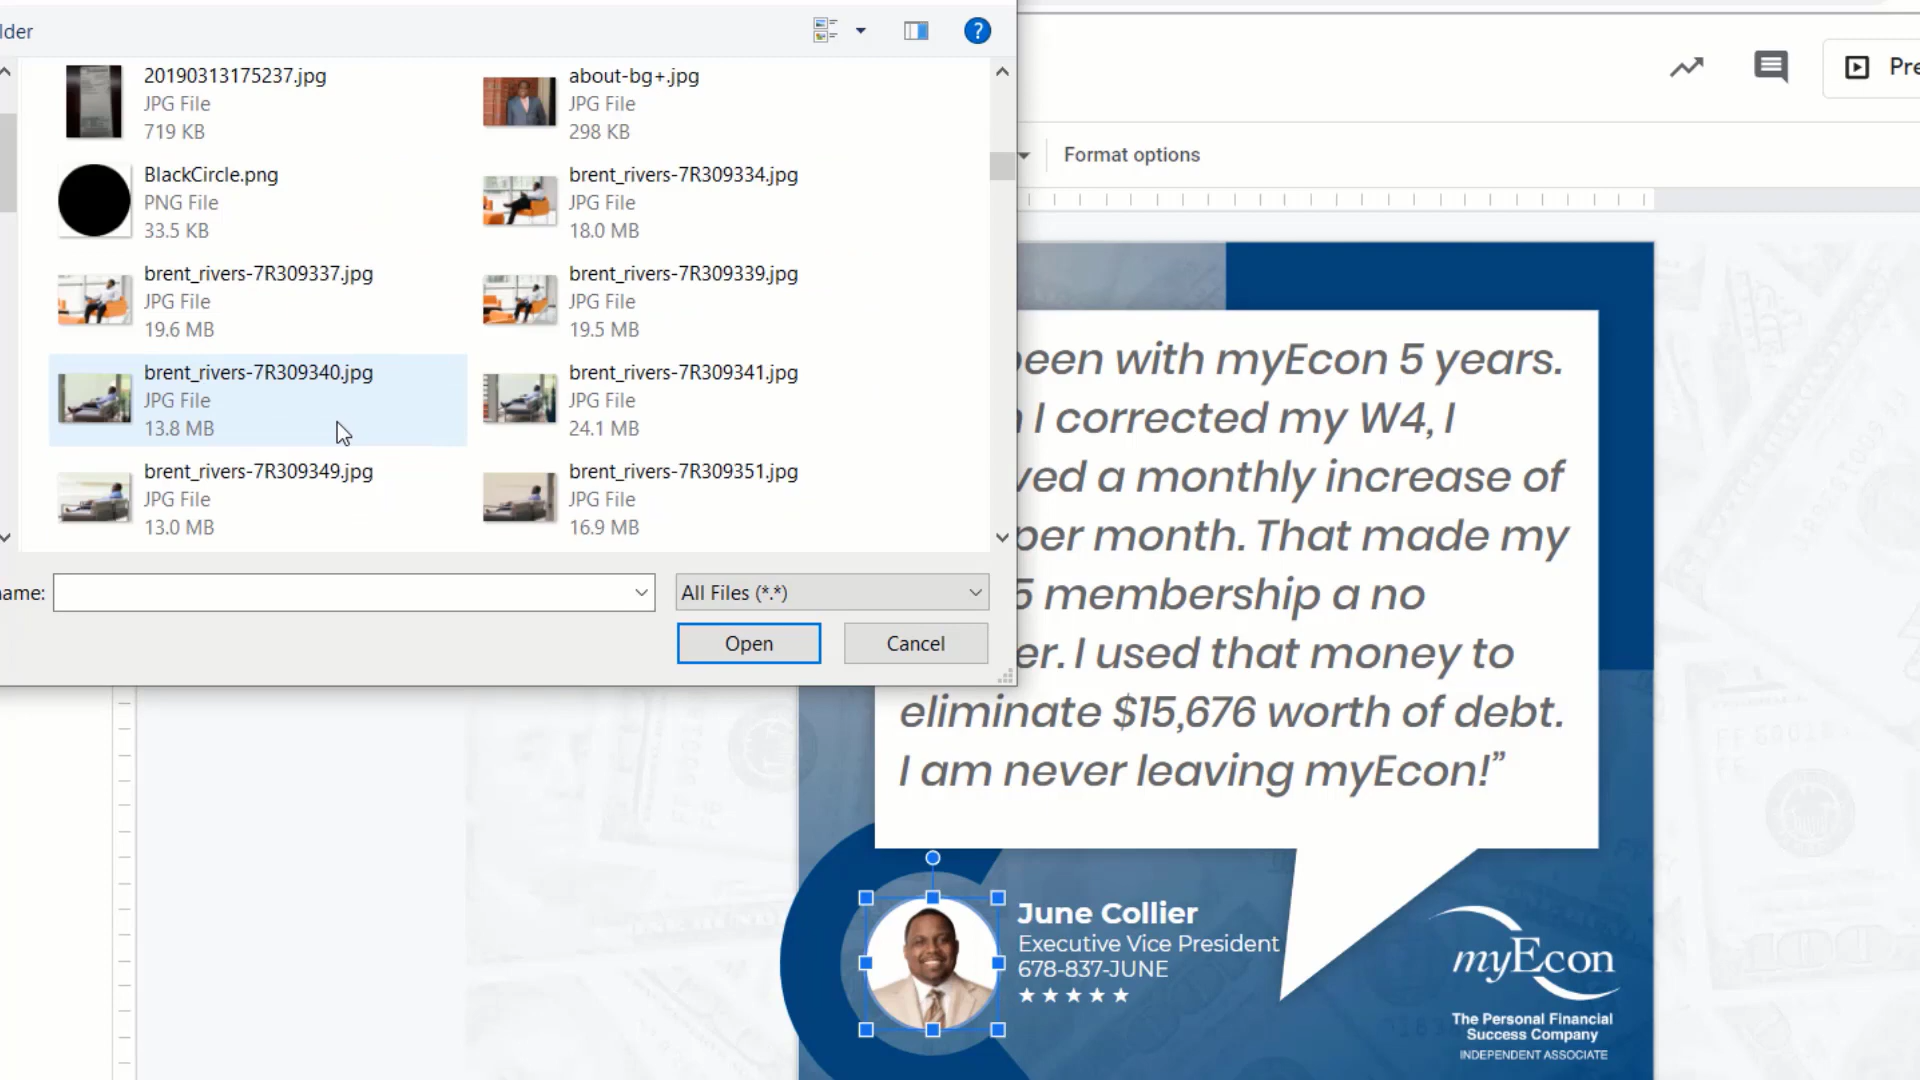 lder
20190313175237.jpg
JPG File
719 KB
about-bg+.jpg
JPG File
298 KB
BlackCircle.png
PNG File
33.5 KB
brent_rivers-7R309334.jpg
JPG File
18.0 MB
brent_rivers-7R309337.jpg
JPG File
19.6 MB
brent_rivers-7R309339.jpg
JPG File
19.5 MB
brent_rivers-7R309340.jpg
JPG File
13.8 MB
brent_rivers-7R309341.jpg
JPG File
24.1 MB
brent_rivers-7R309349.jpg
JPG File
13.0 MB
brent_rivers-7R309351.jpg
JPG File
16.9 MB
ame:
All Files (*.*)
Open
Cancel
?
Pre
Format options
been with myEcon 5 years.
I corrected my W4, I
ved a monthly increase of
per month. That made my
5 membership a no
er. I used that money to
eliminate $15,676 worth of debt.
I am never leaving myEcon!”
June Collier
Executive Vice President
678-837-JUNE
★★★★★
myEcon
The Personal Financial
Success Company
INDEPENDENT ASSOCIATE